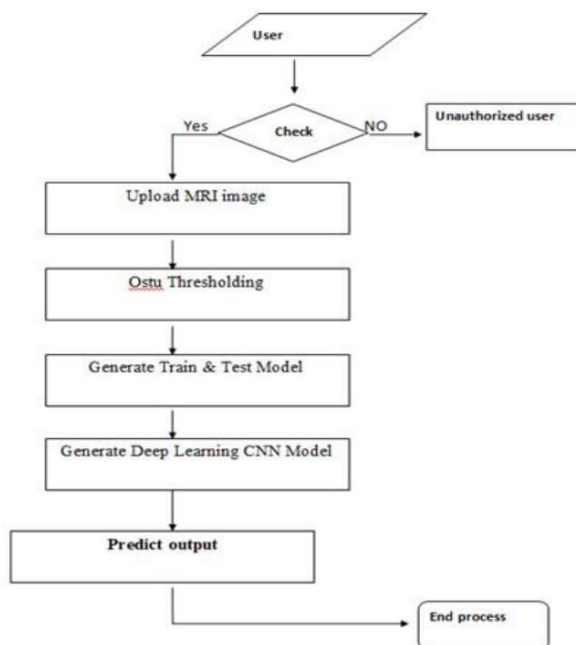 User
Check
Yes
NO
Unauthorized user
Upload MRI image
Ostu Thresholding
Generate Train & Test Model
Generate Deep Learning CNN Model
Predict output
End process